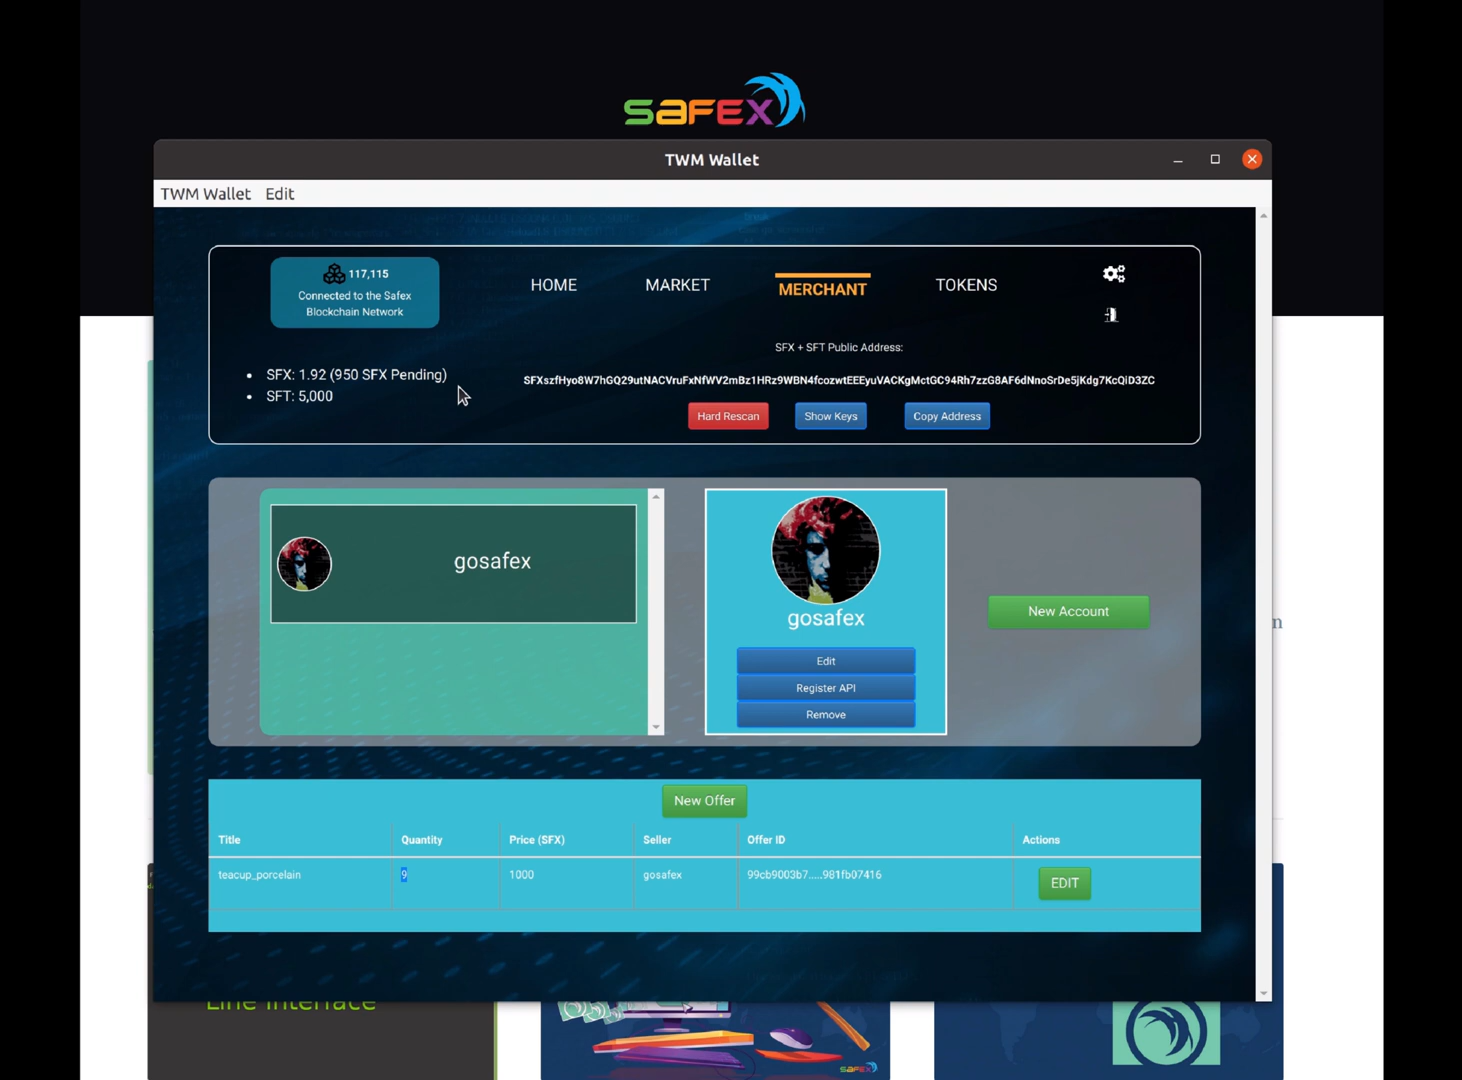 SAFEX
TWM Wallet
TWM Wallet Edit
117,115
Connected to the Safex
Blockchain Network
HOME MARKET MERCHANT TOKENS
SFX + SFT Public Address:
SFX: 1.92 (950 SFX Pending)
SFT: 5,000
SFXszfHyo8W7hGQ29utNACVruFxNfWV2mBz1HRz9WBN4fcozwtEEEyuVACKgMctGC94Rh7zzG8AF6dNnoSrDe5jKdg7KcQiD3ZC
Hard Rescan Show Keys Copy Address
gosafex
gosafex
Edit
Register API
Remove
New Account
New Offer
Title Quantity Price (SFX) Seller Offer ID Actions
teacup_porcelain 9 1000 gosafex 99cb9003b7.....981fb07416 EDIT
Line Interface
SAFEX